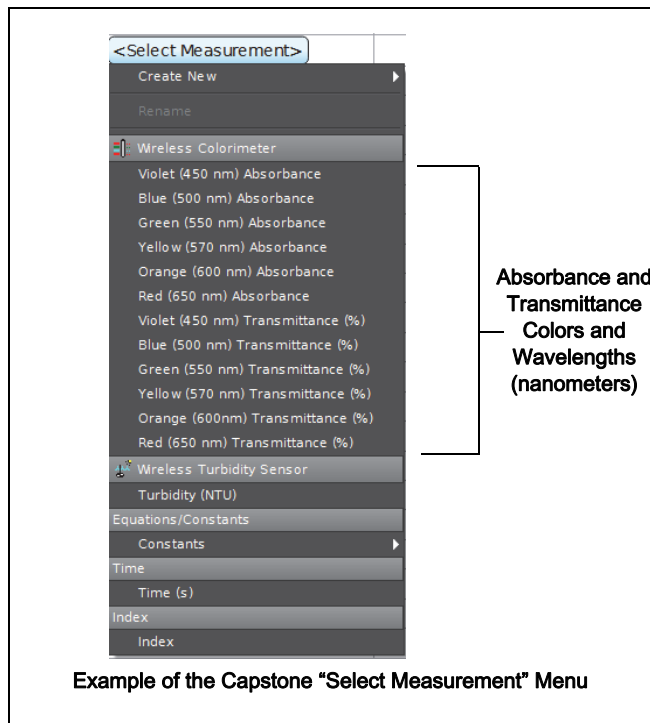 <Select Measurement>
Create New
Rename
Wireless Colorimeter
Violet (450 nm) Absorbance
Blue (500 nm) Absorbance
Green (550 nm) Absorbance
Yellow (570 nm) Absorbance
Orange (600 nm) Absorbance
Red (650 nm) Absorbance
Violet (450 nm) Transmittance (%)
Blue (500 nm) Transmittance (%)
Green (550 nm) Transmittance (%)
Yellow (570 nm) Transmittance (%)
Orange (600nm) Transmittance (%)
Red (650 nm) Transmittance (%)
Wireless Turbidity Sensor
Turbidity (NTU)
Equations/Constants
Constants
Time
Time (s)
Index
Index
Absorbance and
Transmittance
Colors and
Wavelengths
(nanometers)
Example of the Capstone “Select Measurement” Menu